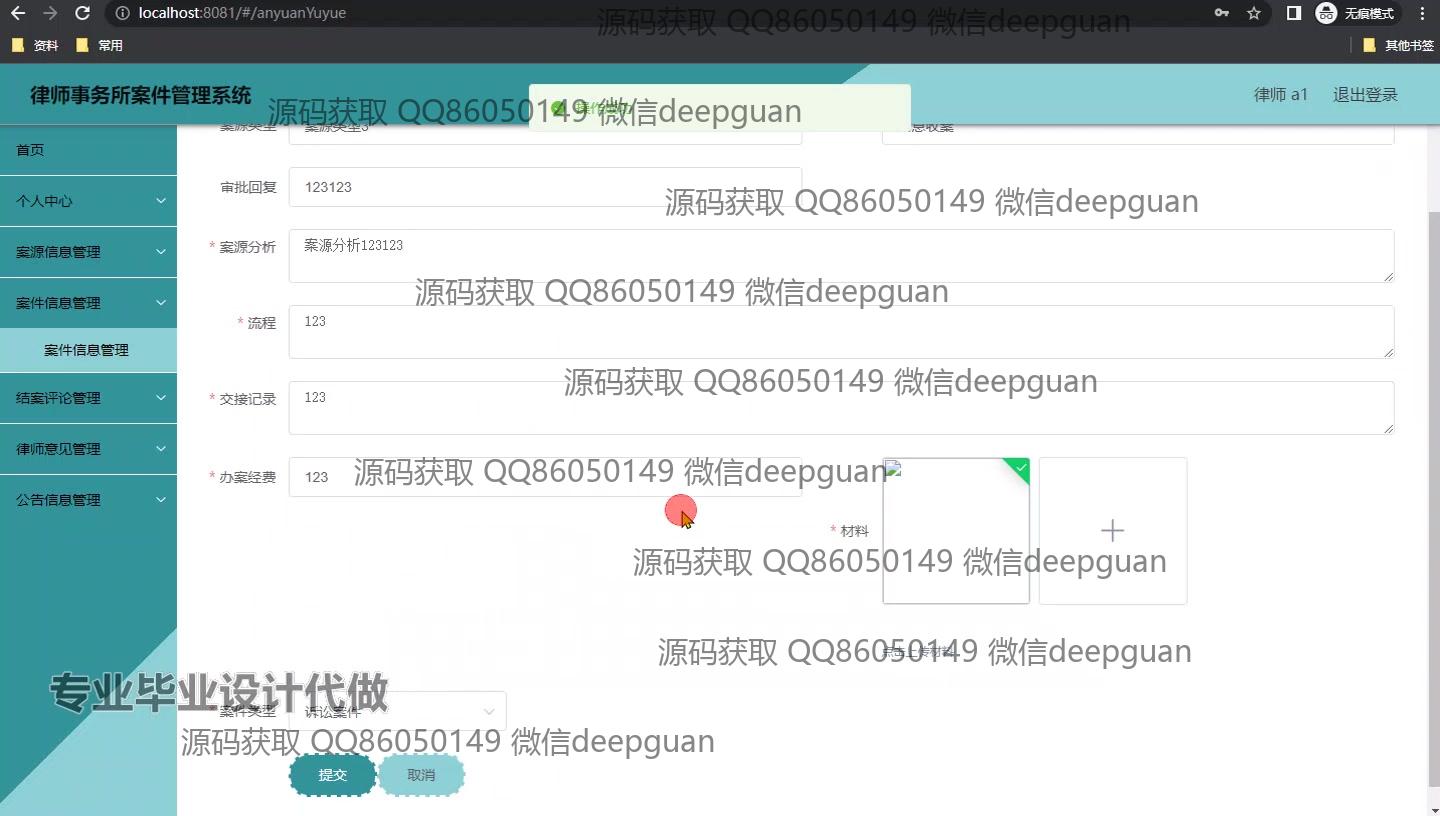 localhost:8081/#/anyuanYuyue
无痕模式
源码获取 QQ86050149 微信deepguan
资料
常用
其他书签
律师事务所案件管理系统
源码获取 QQ86050149 微信deepguan
律师 a1
退出登录
案源类型
案源类型3
首页
审批回复
123123
个人中心
源码获取 QQ86050149 微信deepguan
* 案源分析
案源分析123123
案源信息管理
源码获取 QQ86050149 微信deepguan
案件信息管理
* 流程
123
案件信息管理
源码获取 QQ86050149 微信deepguan
结案评论管理
* 交接记录
123
律师意见管理
* 办案经费
123
源码获取 QQ86050149 微信deepguan
公告信息管理
* 材料
源码获取 QQ86050149 微信deepguan
点击上传材料
源码获取 QQ86050149 微信deepguan
专业毕业设计代做
* 案件类型
诉讼案件
源码获取 QQ86050149 微信deepguan
提交
取消